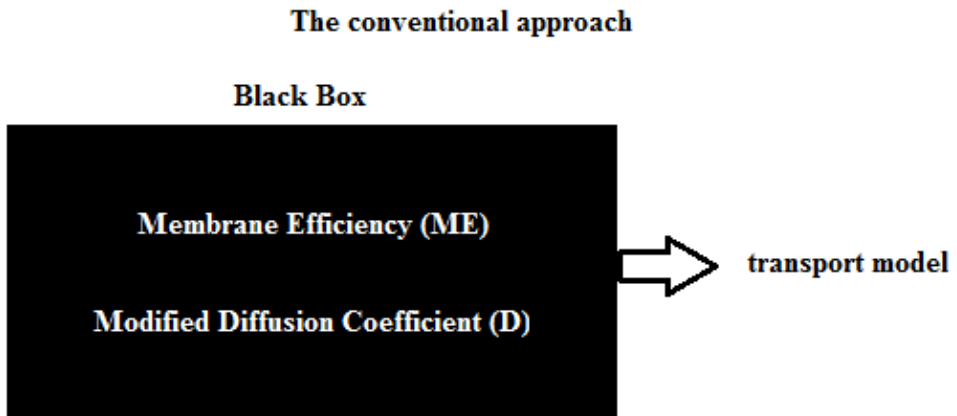 The conventional approach
Black Box
Membrane Efficiency (ME)
transport model
Modified Diffusion Coefficient (D)